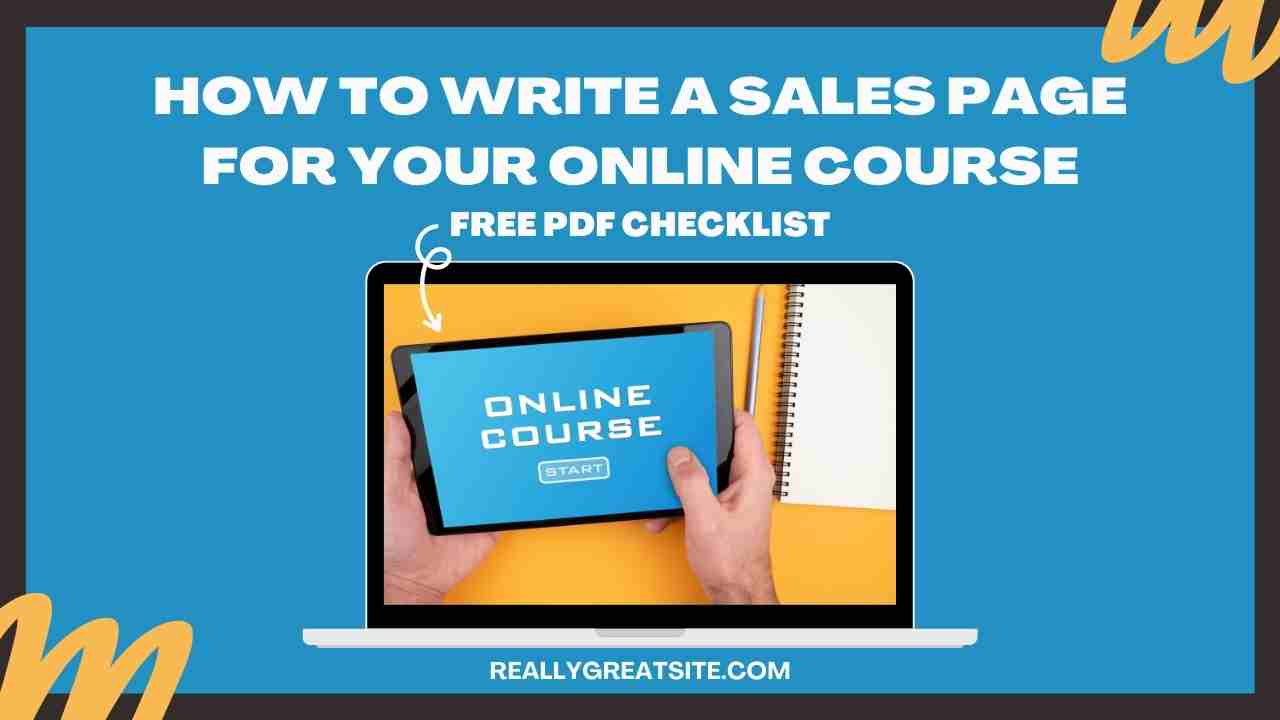 HOW TO WRITE A SALES PAGE
FOR YOUR ONLINE COURSE
FREE PDF CHECKLIST
ONLINE
COURSE
START
REALLYGREATSITE.COM